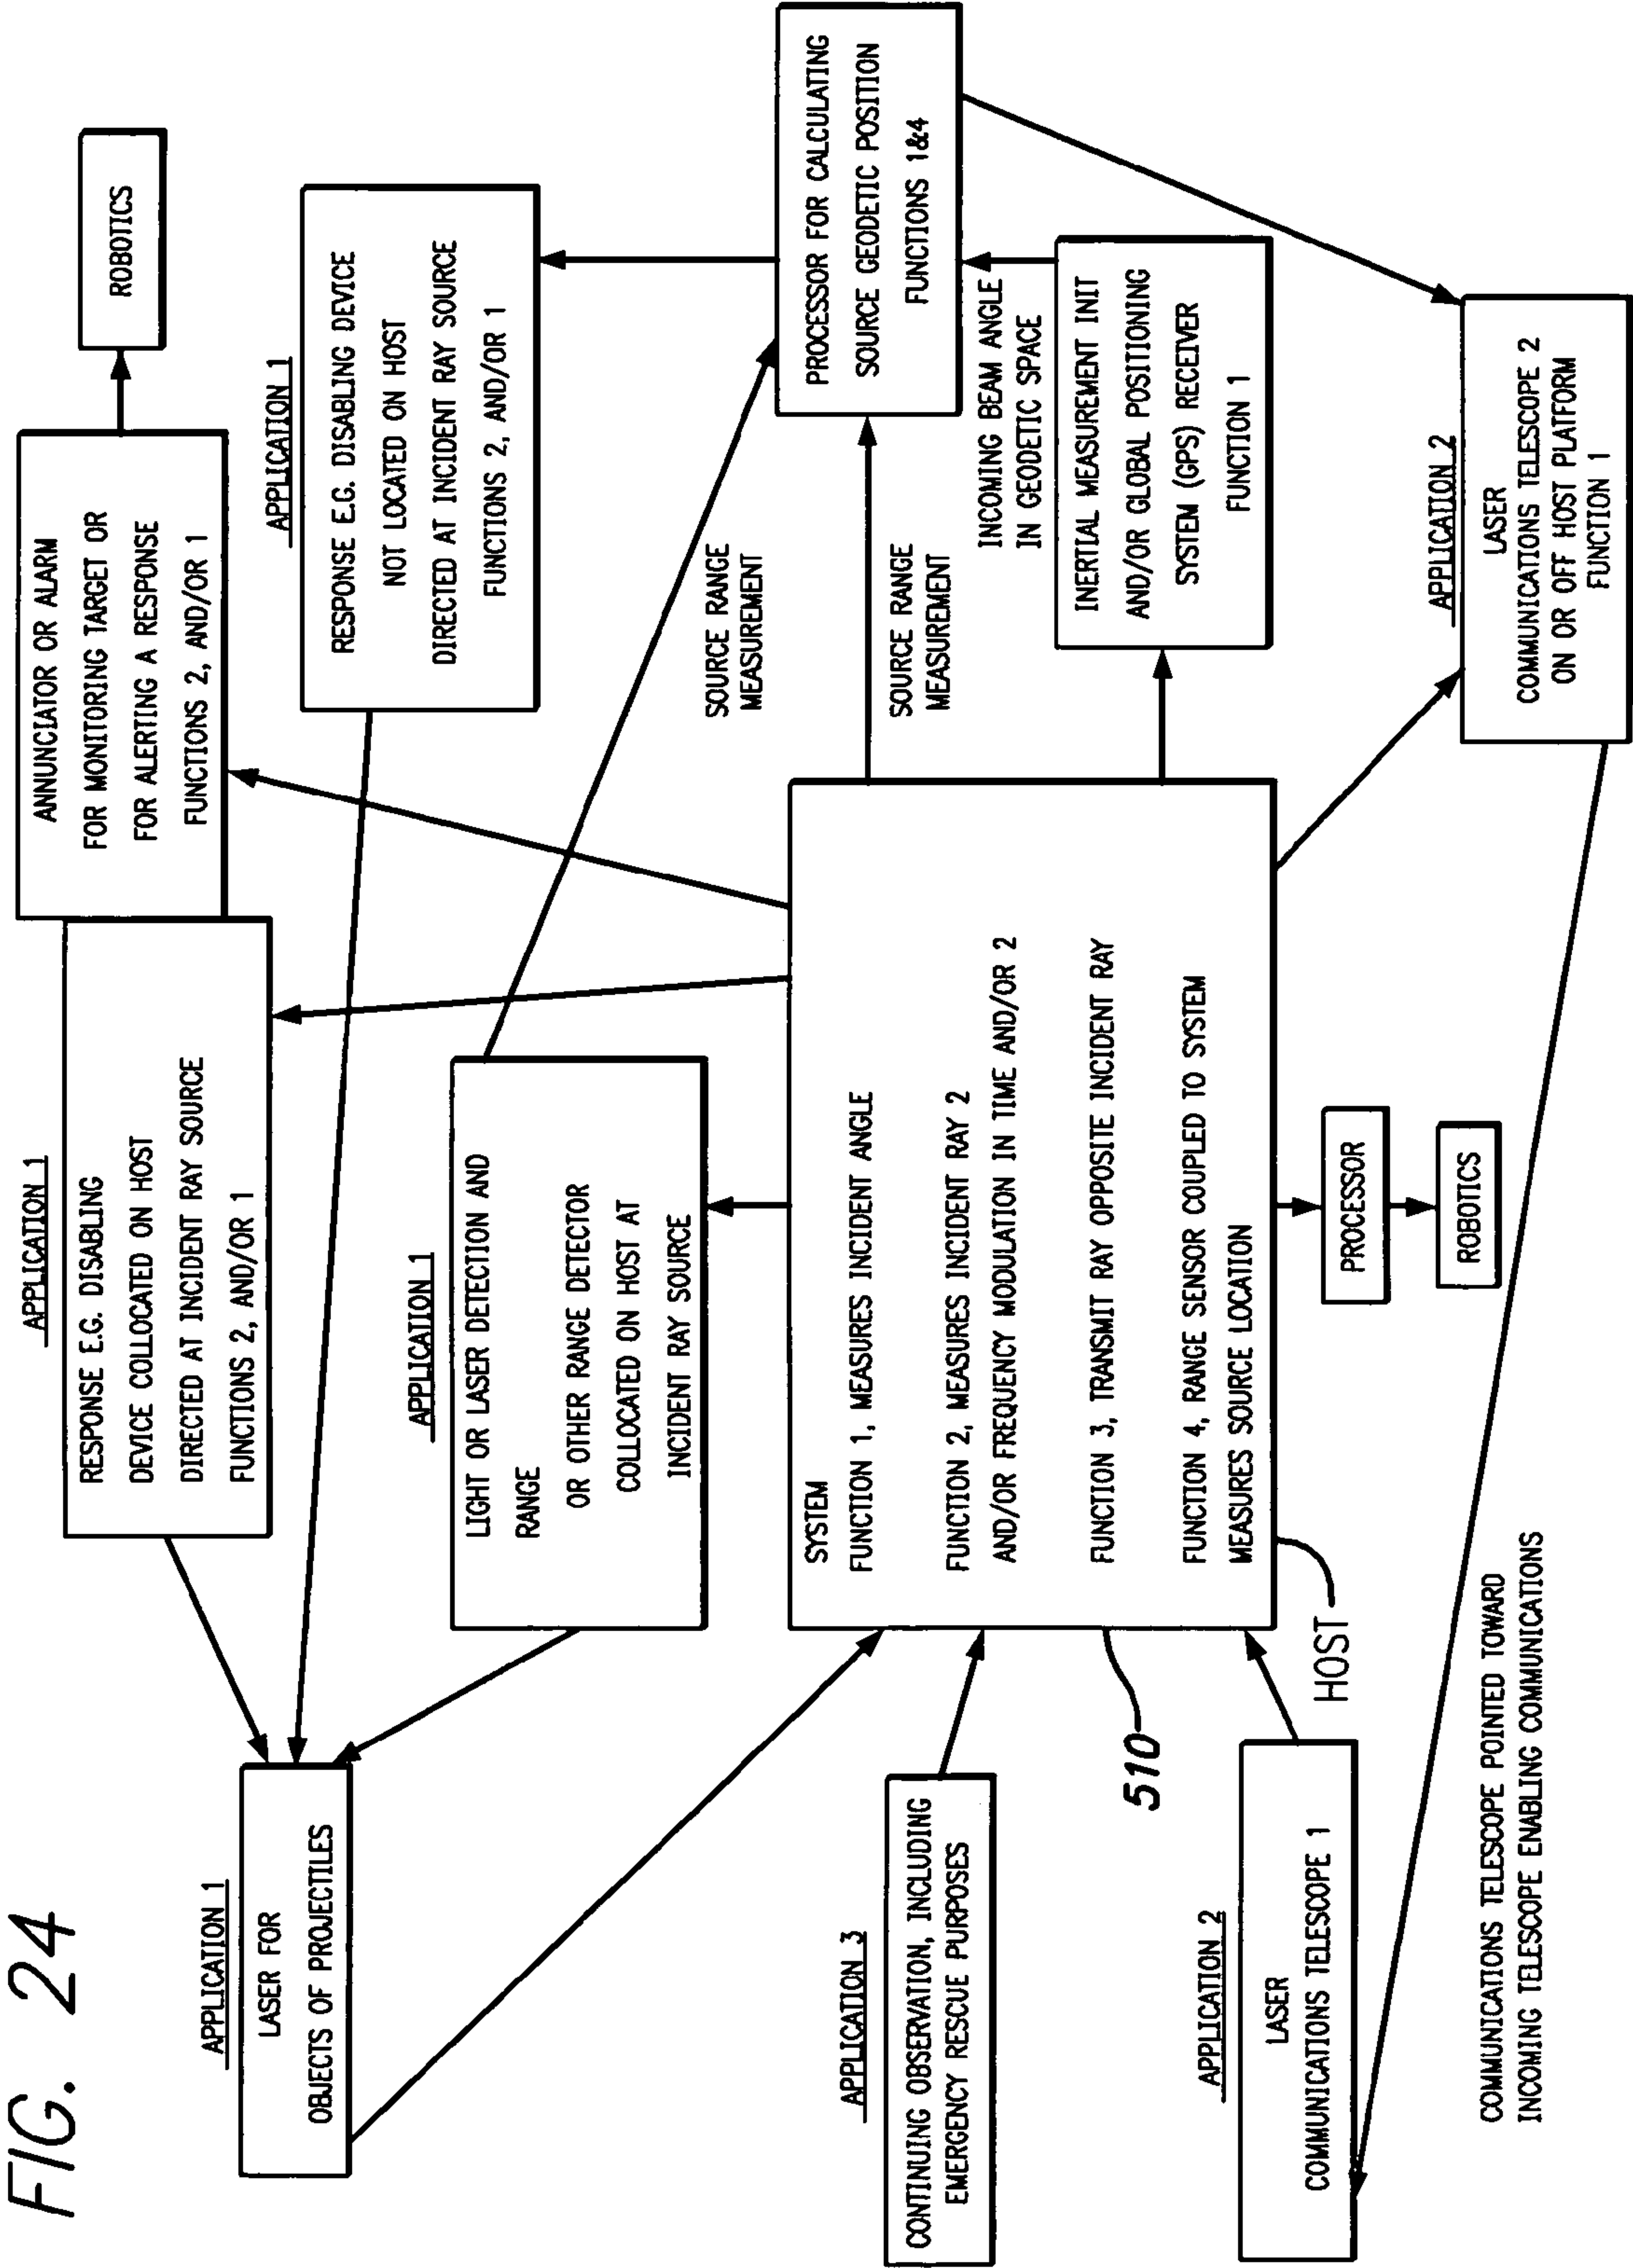 FIG. 24
APPLICATION 1
LASER FOR
OBJECTS OF PROJECTILES
APPLICATION 1
RESPONSE E.G. DISABLING
DEVICE COLLOCATED ON HOST
DIRECTED AT INCIDENT RAY SOURCE
FUNCTIONS 2, AND/OR 1
ANNUNCIATOR OR ALARM
FOR MONITORING TARGET OR
FOR ALERTING A RESPONSE
FUNCTIONS 2, AND/OR 1
ROBOTICS
APPLICATION 1
RESPONSE E.G. DISABLING DEVICE
NOT LOCATED ON HOST
DIRECTED AT INCIDENT RAY SOURCE
FUNCTIONS 2, AND/OR 1
APPLICATION 1
LIGHT OR LASER DETECTION AND
RANGE
OR OTHER RANGE DETECTOR
COLLOCATED ON HOST AT
INCIDENT RAY SOURCE
SOURCE RANGE
MEASUREMENT
PROCESSOR FOR CALCULATING
SOURCE GEODETIC POSITION
FUNCTIONS 1&4
APPLICATION 3
CONTINUING OBSERVATION, INCLUDING
EMERGENCY RESCUE PURPOSES
SYSTEM
FUNCTION 1, MEASURES INCIDENT ANGLE
FUNCTION 2, MEASURES INCIDENT RAY 2
AND/OR FREQUENCY MODULATION IN TIME AND/OR 2
FUNCTION 3, TRANSMIT RAY OPPOSITE INCIDENT RAY
FUNCTION 4, RANGE SENSOR COUPLED TO SYSTEM
MEASURES SOURCE LOCATION
SOURCE RANGE
MEASUREMENT
INCOMING BEAM ANGLE
IN GEODETIC SPACE
INERTIAL MEASUREMENT INIT
AND/OR GLOBAL POSITIONING
SYSTEM (GPS) RECEIVER
FUNCTION 1
510
HOST
APPLICATION 2
LASER
COMMUNICATIONS TELESCOPE 1
PROCESSOR
ROBOTICS
APPLICATION 2
LASER
COMMUNICATIONS TELESCOPE 2
ON OR OFF HOST PLATFORM
FUNCTION 1
COMMUNICATIONS TELESCOPE POINTED TOWARD
INCOMING TELESCOPE ENABLING COMMUNICATIONS